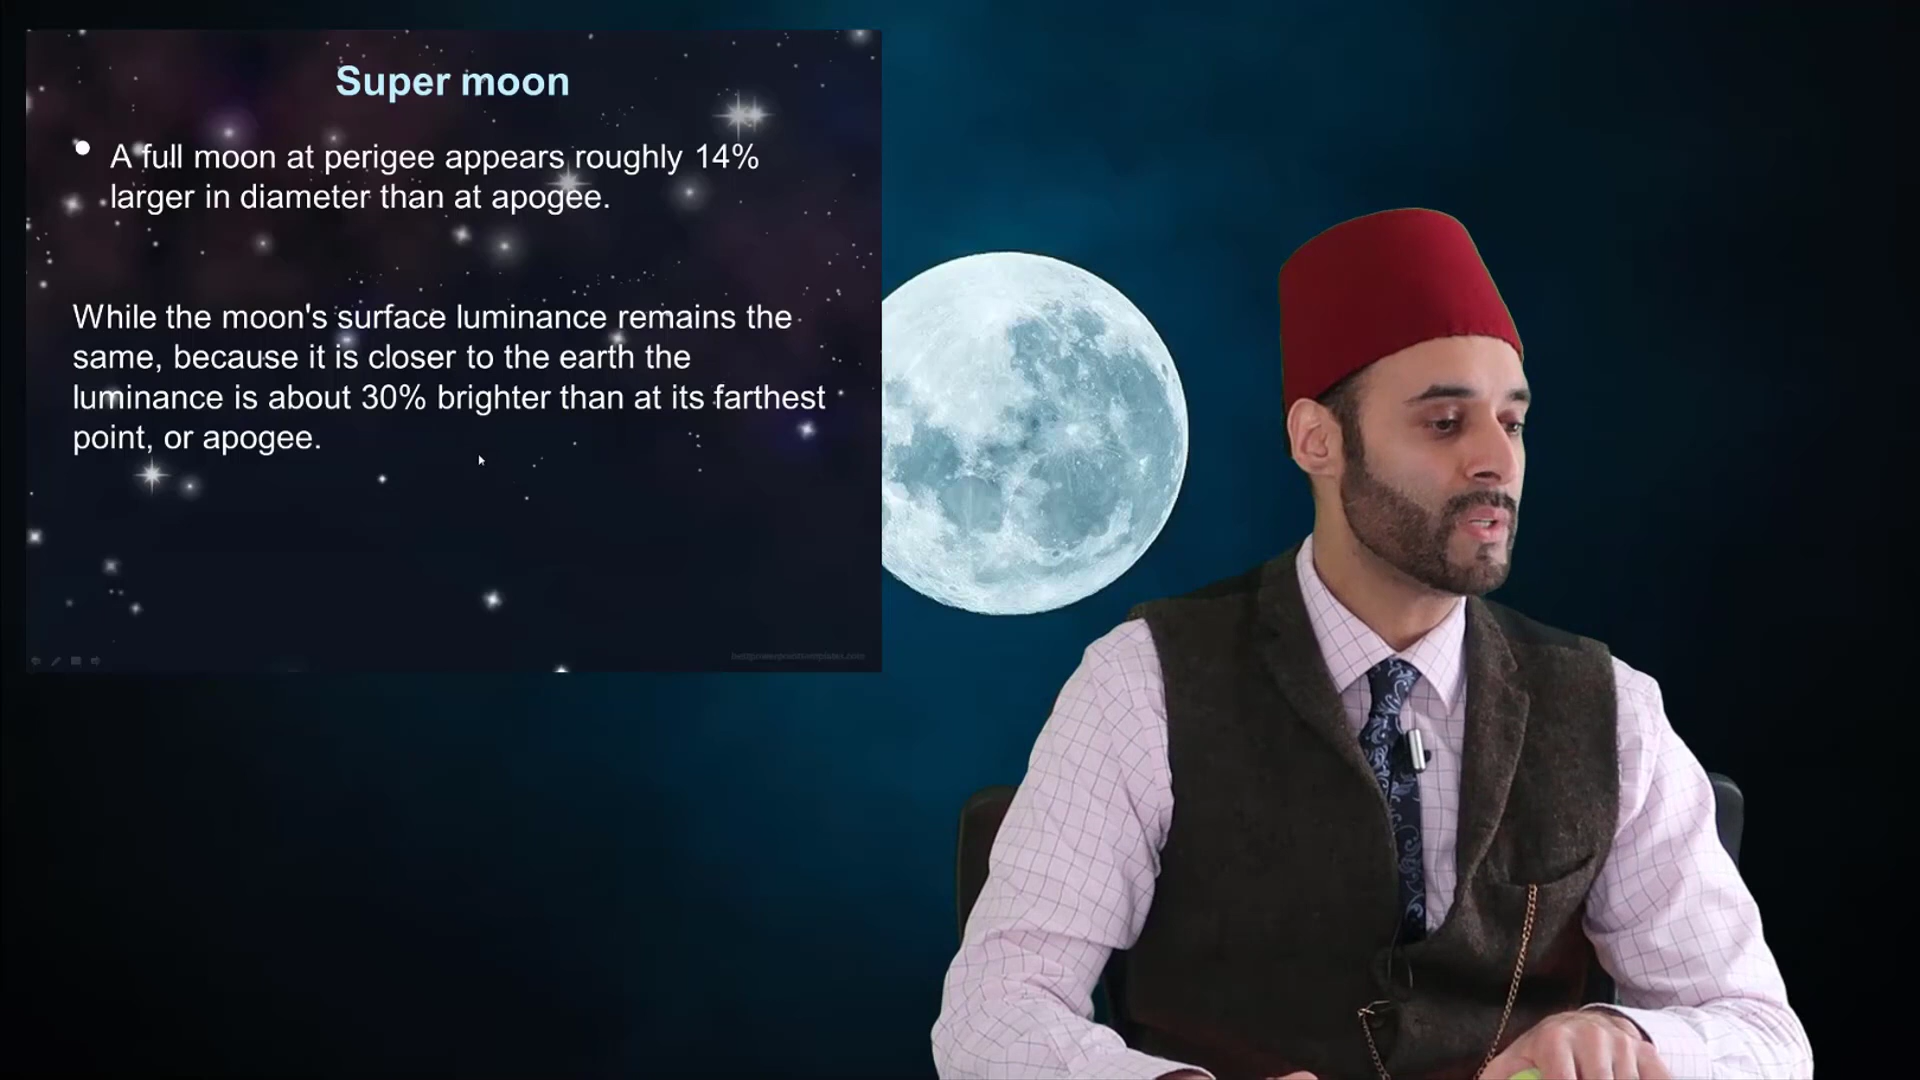 Super moon
• A full moon at perigee appears roughly 14%
larger in diameter than at apogee.
While the moon's surface luminance remains the
same, because it is closer to the earth the
luminance is about 30% brighter than at its farthest
point, or apogee.